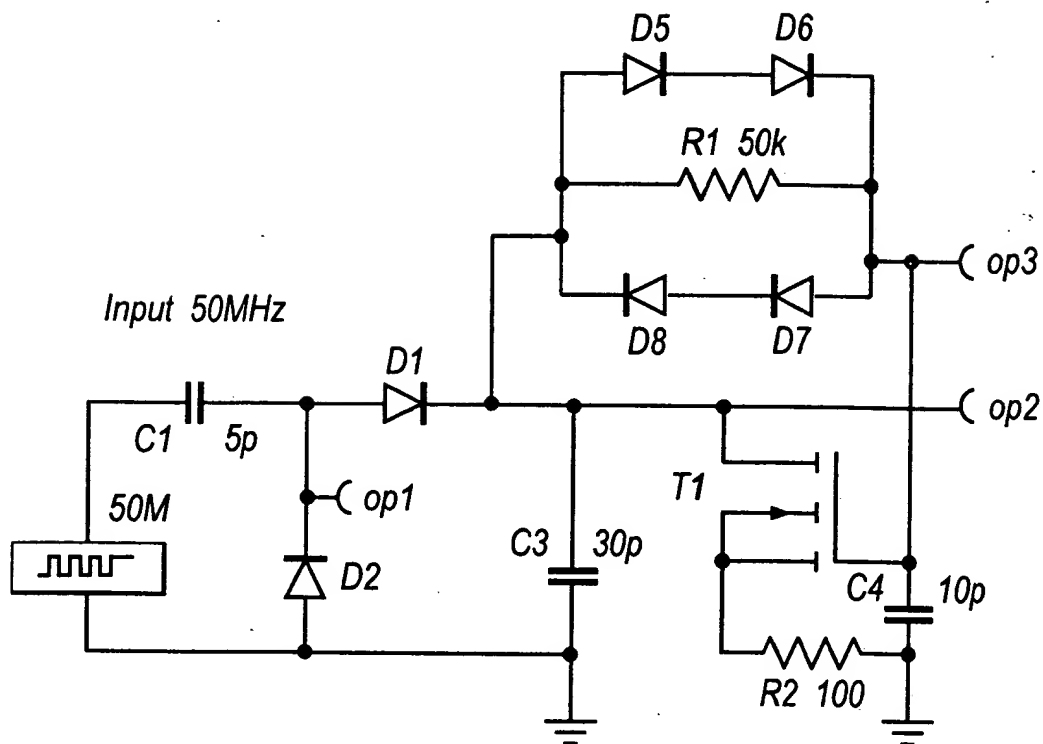 D5 D6
R1 50k
op3
D8 D7
Input 50MHz
D1
op2
C1 5p
op1
T1
50M
C3 30p
D2
C4 10p
R2 100